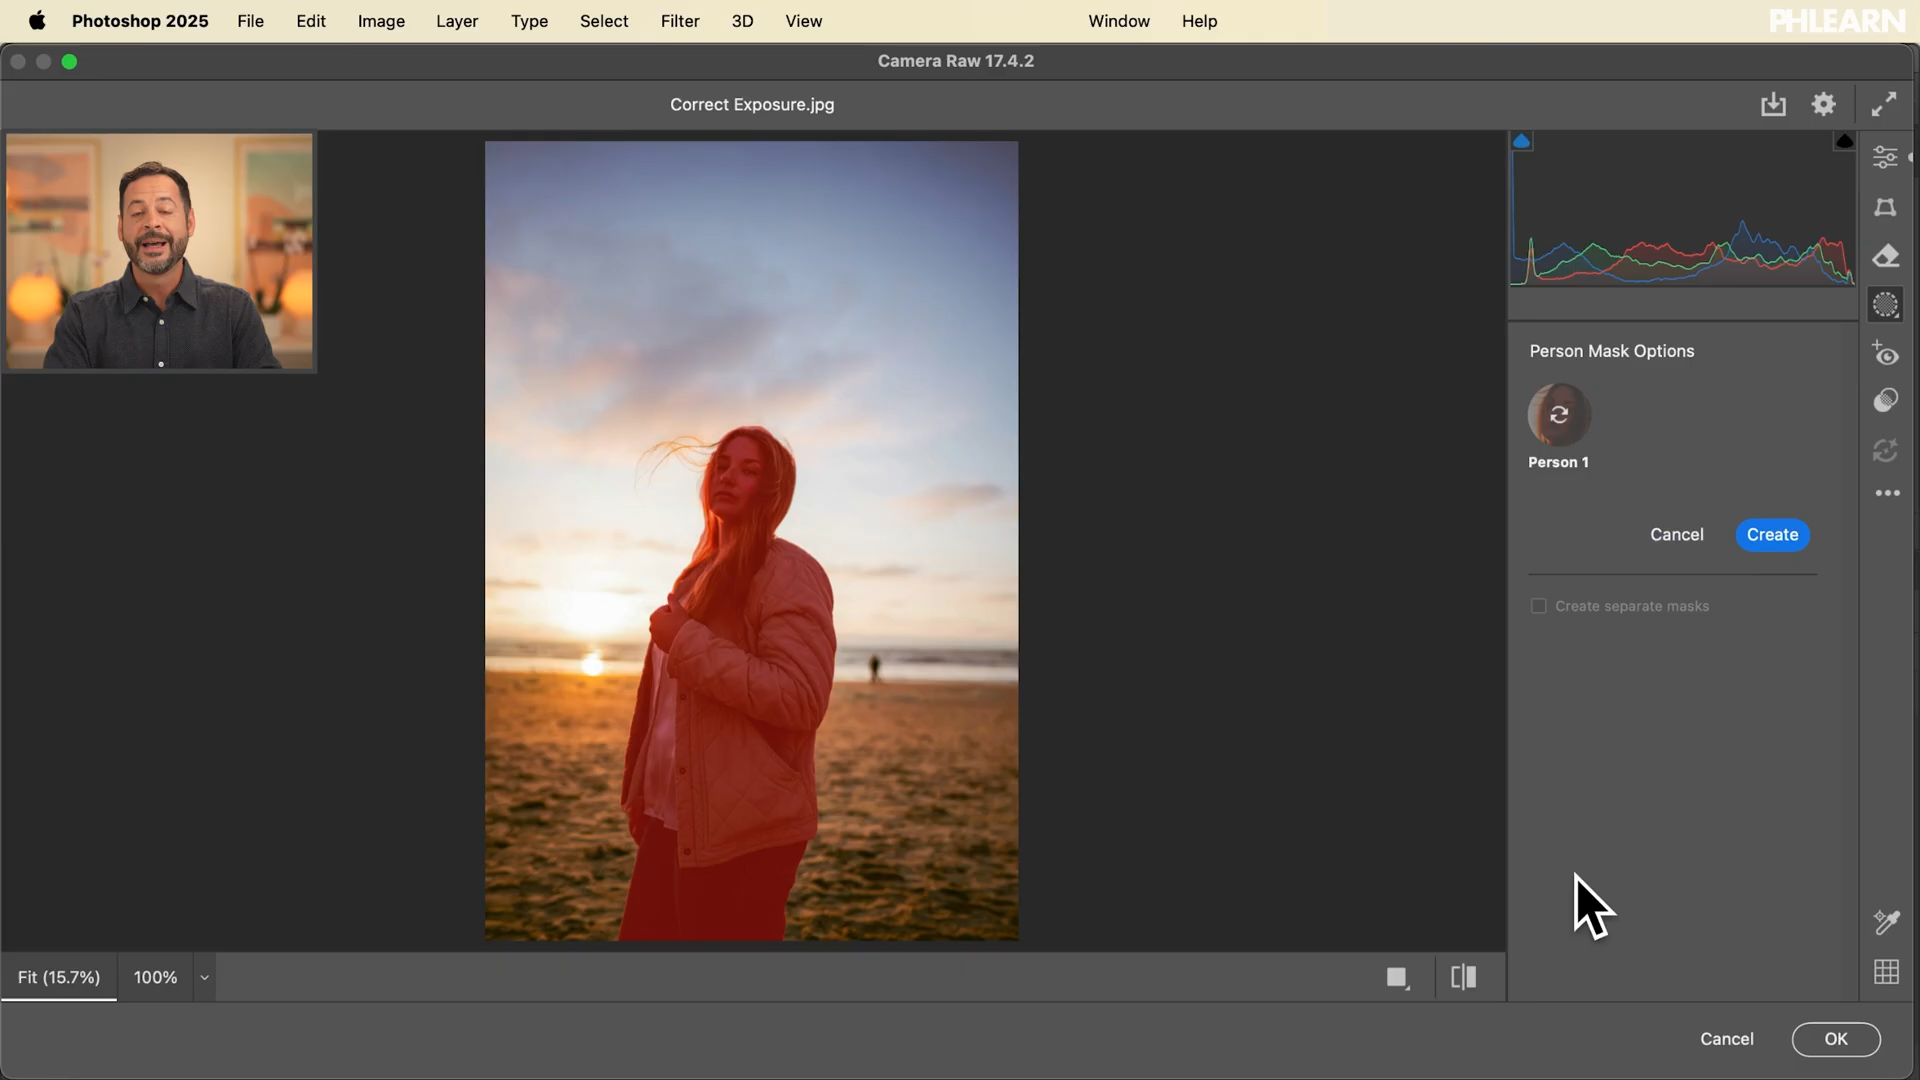 Photoshop 2025 File Edit Image Layer Type Select Filter 3D View Window Help
PHLEARN
Camera Raw 17.4.2
Correct Exposure.jpg
Person Mask Options
Person 1
Cancel Create
Create separate masks
Fit (15.7%) 100%
Cancel OK